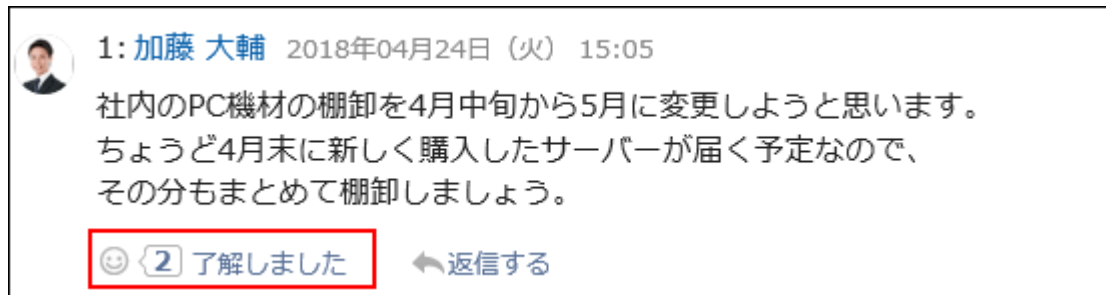 1: 加藤 大輔 2018年04月24日（火） 15:05
社内のPC機材の棚卸を4月中旬から5月に変更しようと思います。
ちょうど4月末に新しく購入したサーバーが届く予定なので、
その分もまとめて棚卸しましょう。
2 了解しました 返信する